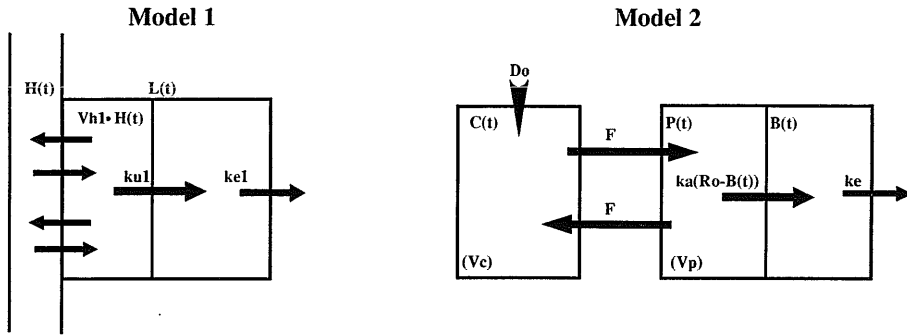 Model 1
Model 2
H(t)
L(t)
Vh1• H(t)
ku1
ke1
Do
C(t)
F
P(t)
B(t)
ka(Ro-B(t))
ke
F
(Vc)
(Vp)